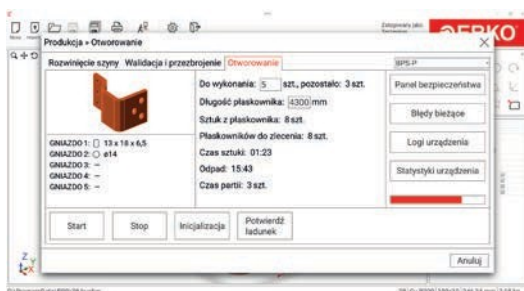 Zalogowany jako:
ERKO
Produkcja » Otworowanie
Rozwinięcie szyny Walidacja i przezbrojenie Otworowanie
BPS-P
Do wykonania: 5 szt., pozostało: 3 szt.
Długość płaskownika: 4300 mm
Sztuk z płaskownika: 8 szt.
Płaskowników do zlecenia: 8 szt.
Czas sztuki: 01:23
Odpad: 15:43
Czas partii: 3 szt.
GNIAZDO 1: 13 x 18 x 6,5
GNIAZDO 2: ø14
GNIAZDO 3: –
GNIAZDO 4: –
GNIAZDO 5: –
Panel bezpieczeństwa
Błędy bieżące
Logi urządzenia
Statystyki urządzenia
Start
Stop
Inicjalizacja
Potwierdź
ładunek
Anuluj
Z
Y
X